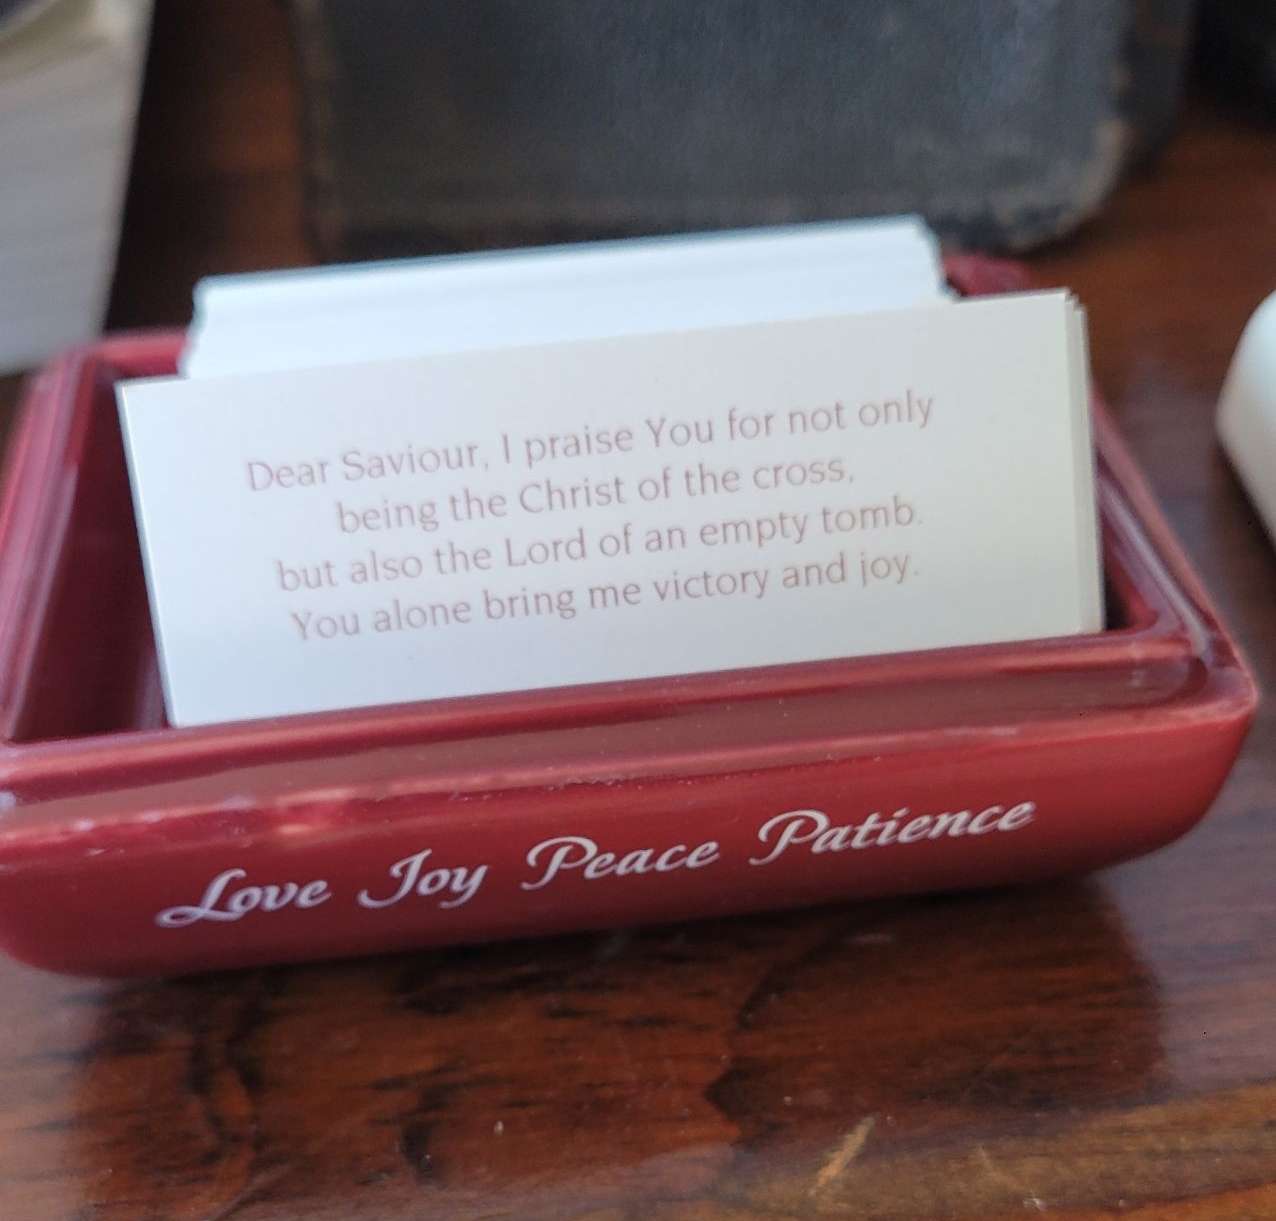 Dear Saviour, I praise You for not only
being the Christ of the cross,
but also the Lord of an empty tomb.
You alone bring me victory and joy.
Love Joy Peace Patience